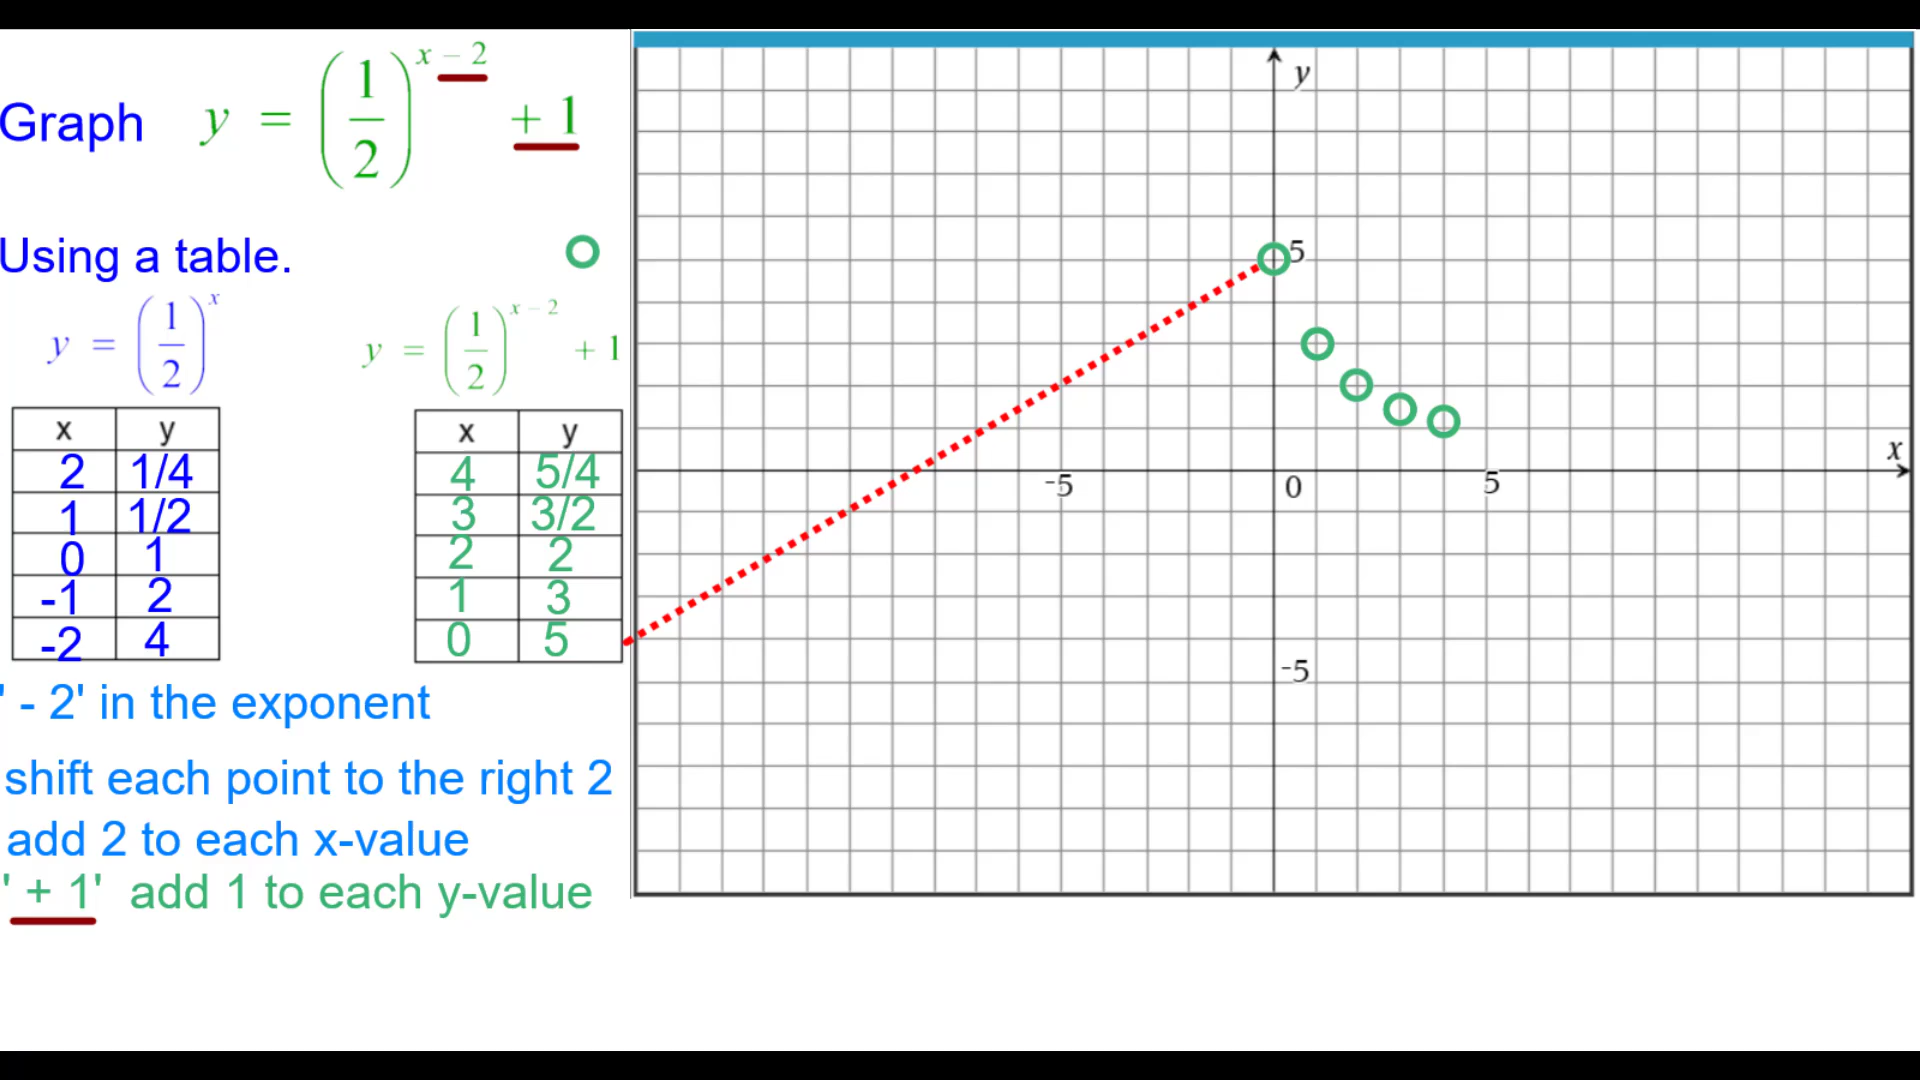 Graph y = (1/2)^(x − 2) + 1
Using a table.
y = (1/2)^x
y = (1/2)^(x − 2) + 1
x y
2 1/4
1 1/2
0 1
-1 2
-2 4
x y
4 5/4
3 3/2
2 2
1 3
0 5
' - 2' in the exponent
shift each point to the right 2
add 2 to each x-value
' + 1' add 1 to each y-value
y
5
x
-5 0 5
-5